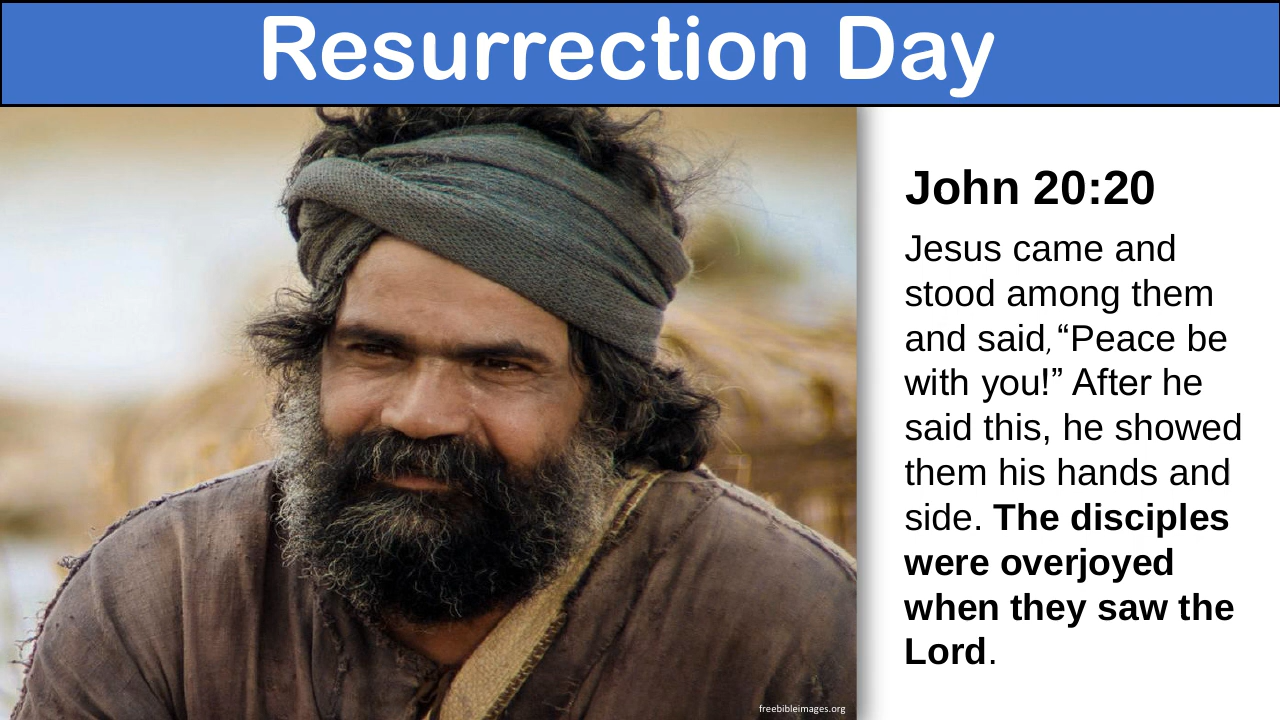 Resurrection Day
John 20:20
Jesus came and
stood among them
and said, “Peace be
with you!” After he
said this, he showed
them his hands and
side. The disciples
were overjoyed
when they saw the
Lord.
freebibleimages.org